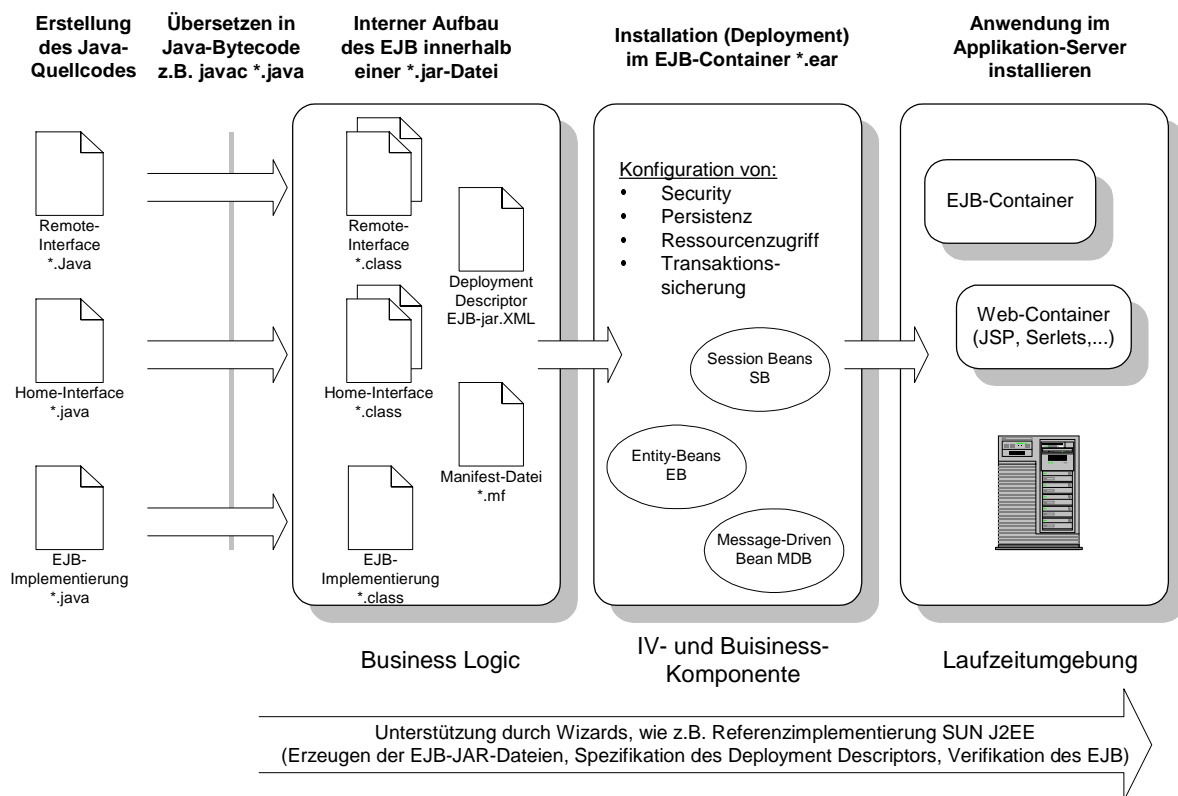 Erstellung
des Java-
Quellcodes
Übersetzen in
Java-Bytecode
z.B. javac *.java
Interner Aufbau
des EJB innerhalb
einer *.jar-Datei
Installation (Deployment)
im EJB-Container *.ear
Anwendung im
Applikation-Server
installieren
Remote-
Interface
*.Java
Home-Interface
*.java
EJB-
Implementierung
*.java
Remote-
Interface
*.class
Home-Interface
*.class
EJB-
Implementierung
*.class
Deployment
Descriptor
EJB-jar.XML
Manifest-Datei
*.mf
Konfiguration von:
• Security
• Persistenz
• Ressourcenzugriff
• Transaktions-
sicherung
Session Beans
SB
Entity-Beans
EB
Message-Driven
Bean MDB
EJB-Container
Web-Container
(JSP, Serlets,...)
Business Logic
IV- und Buisiness-
Komponente
Laufzeitumgebung
Unterstützung durch Wizards, wie z.B. Referenzimplementierung SUN J2EE
(Erzeugen der EJB-JAR-Dateien, Spezifikation des Deployment Descriptors, Verifikation des EJB)